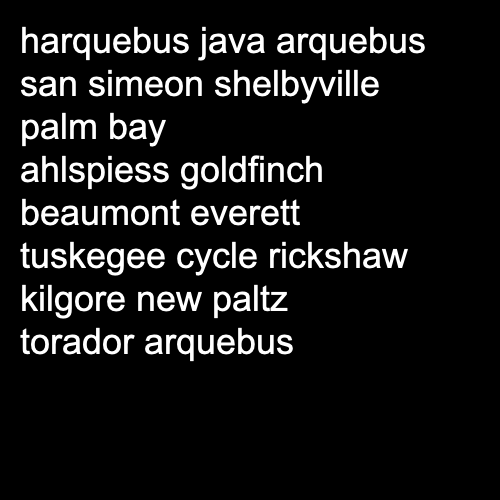 harquebus java arquebus
san simeon shelbyville
palm bay
ahlspiess goldfinch
beaumont everett
tuskegee cycle rickshaw
kilgore new paltz
torador arquebus